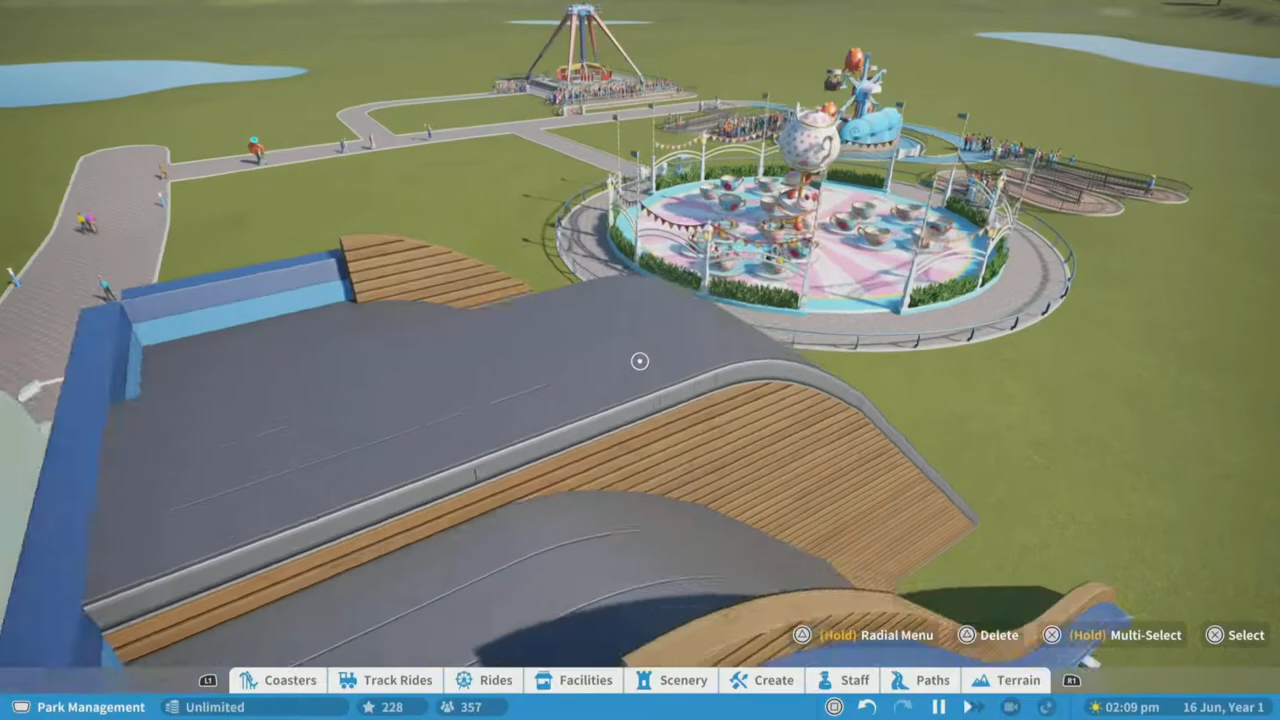 (Hold) Radial Menu Delete (Hold) Multi-Select Select
L1 Coasters Track Rides Rides Facilities Scenery Create Staff Paths Terrain R1
Park Management Unlimited 228 357 02:09 pm 16 Jun, Year 1